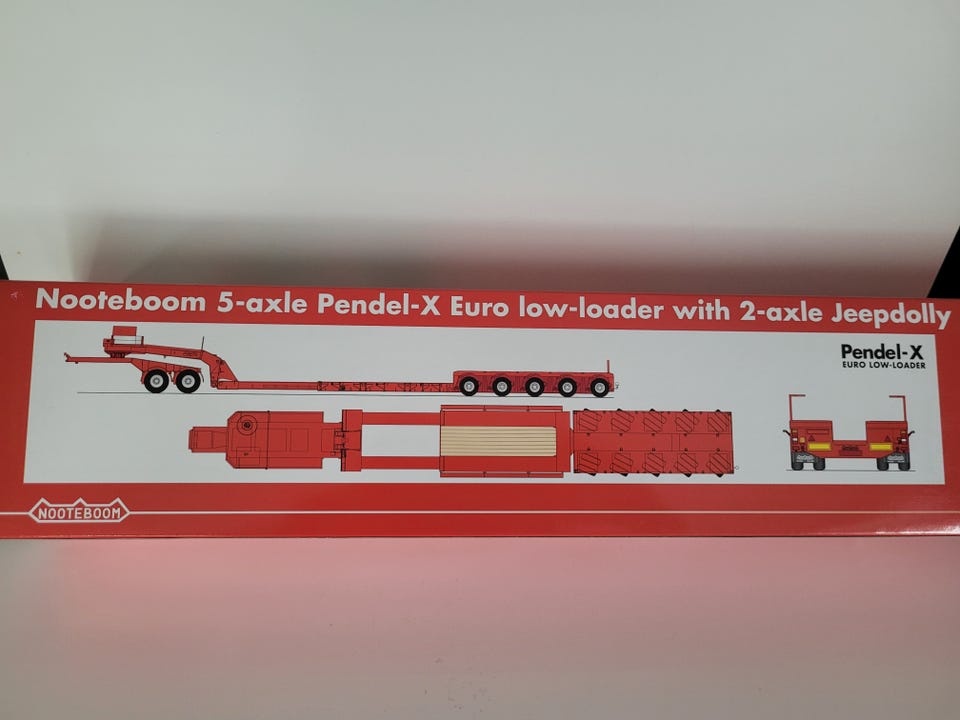 Nooteboom 5-axle Pendel-X Euro low-loader with 2-axle Jeepdolly
Pendel-X
EURO LOW-LOADER
NOOTEBOOM